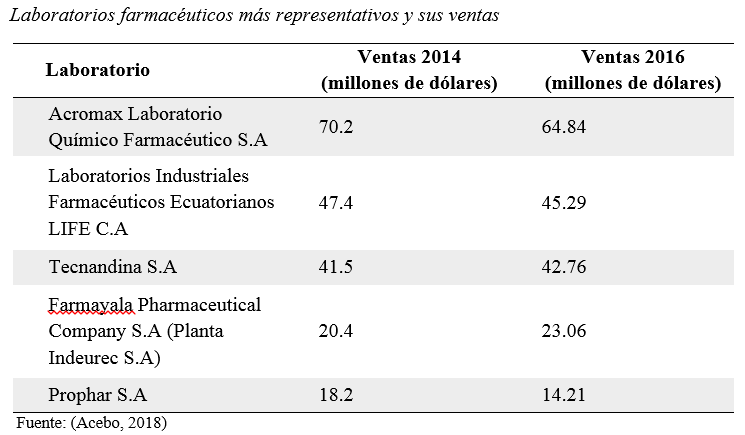 Laboratorios farmacéuticos más representativos y sus ventas
Laboratorio
Ventas 2014
(millones de dólares)
Ventas 2016
(millones de dólares)
Acromax Laboratorio
Químico Farmacéutico S.A
70.2
64.84
Laboratorios Industriales
Farmacéuticos Ecuatorianos
LIFE C.A
47.4
45.29
Tecnandina S.A
41.5
42.76
Farmayala Pharmaceutical
Company S.A (Planta
Indeurec S.A)
20.4
23.06
Prophar S.A
18.2
14.21
Fuente: (Acebo, 2018)